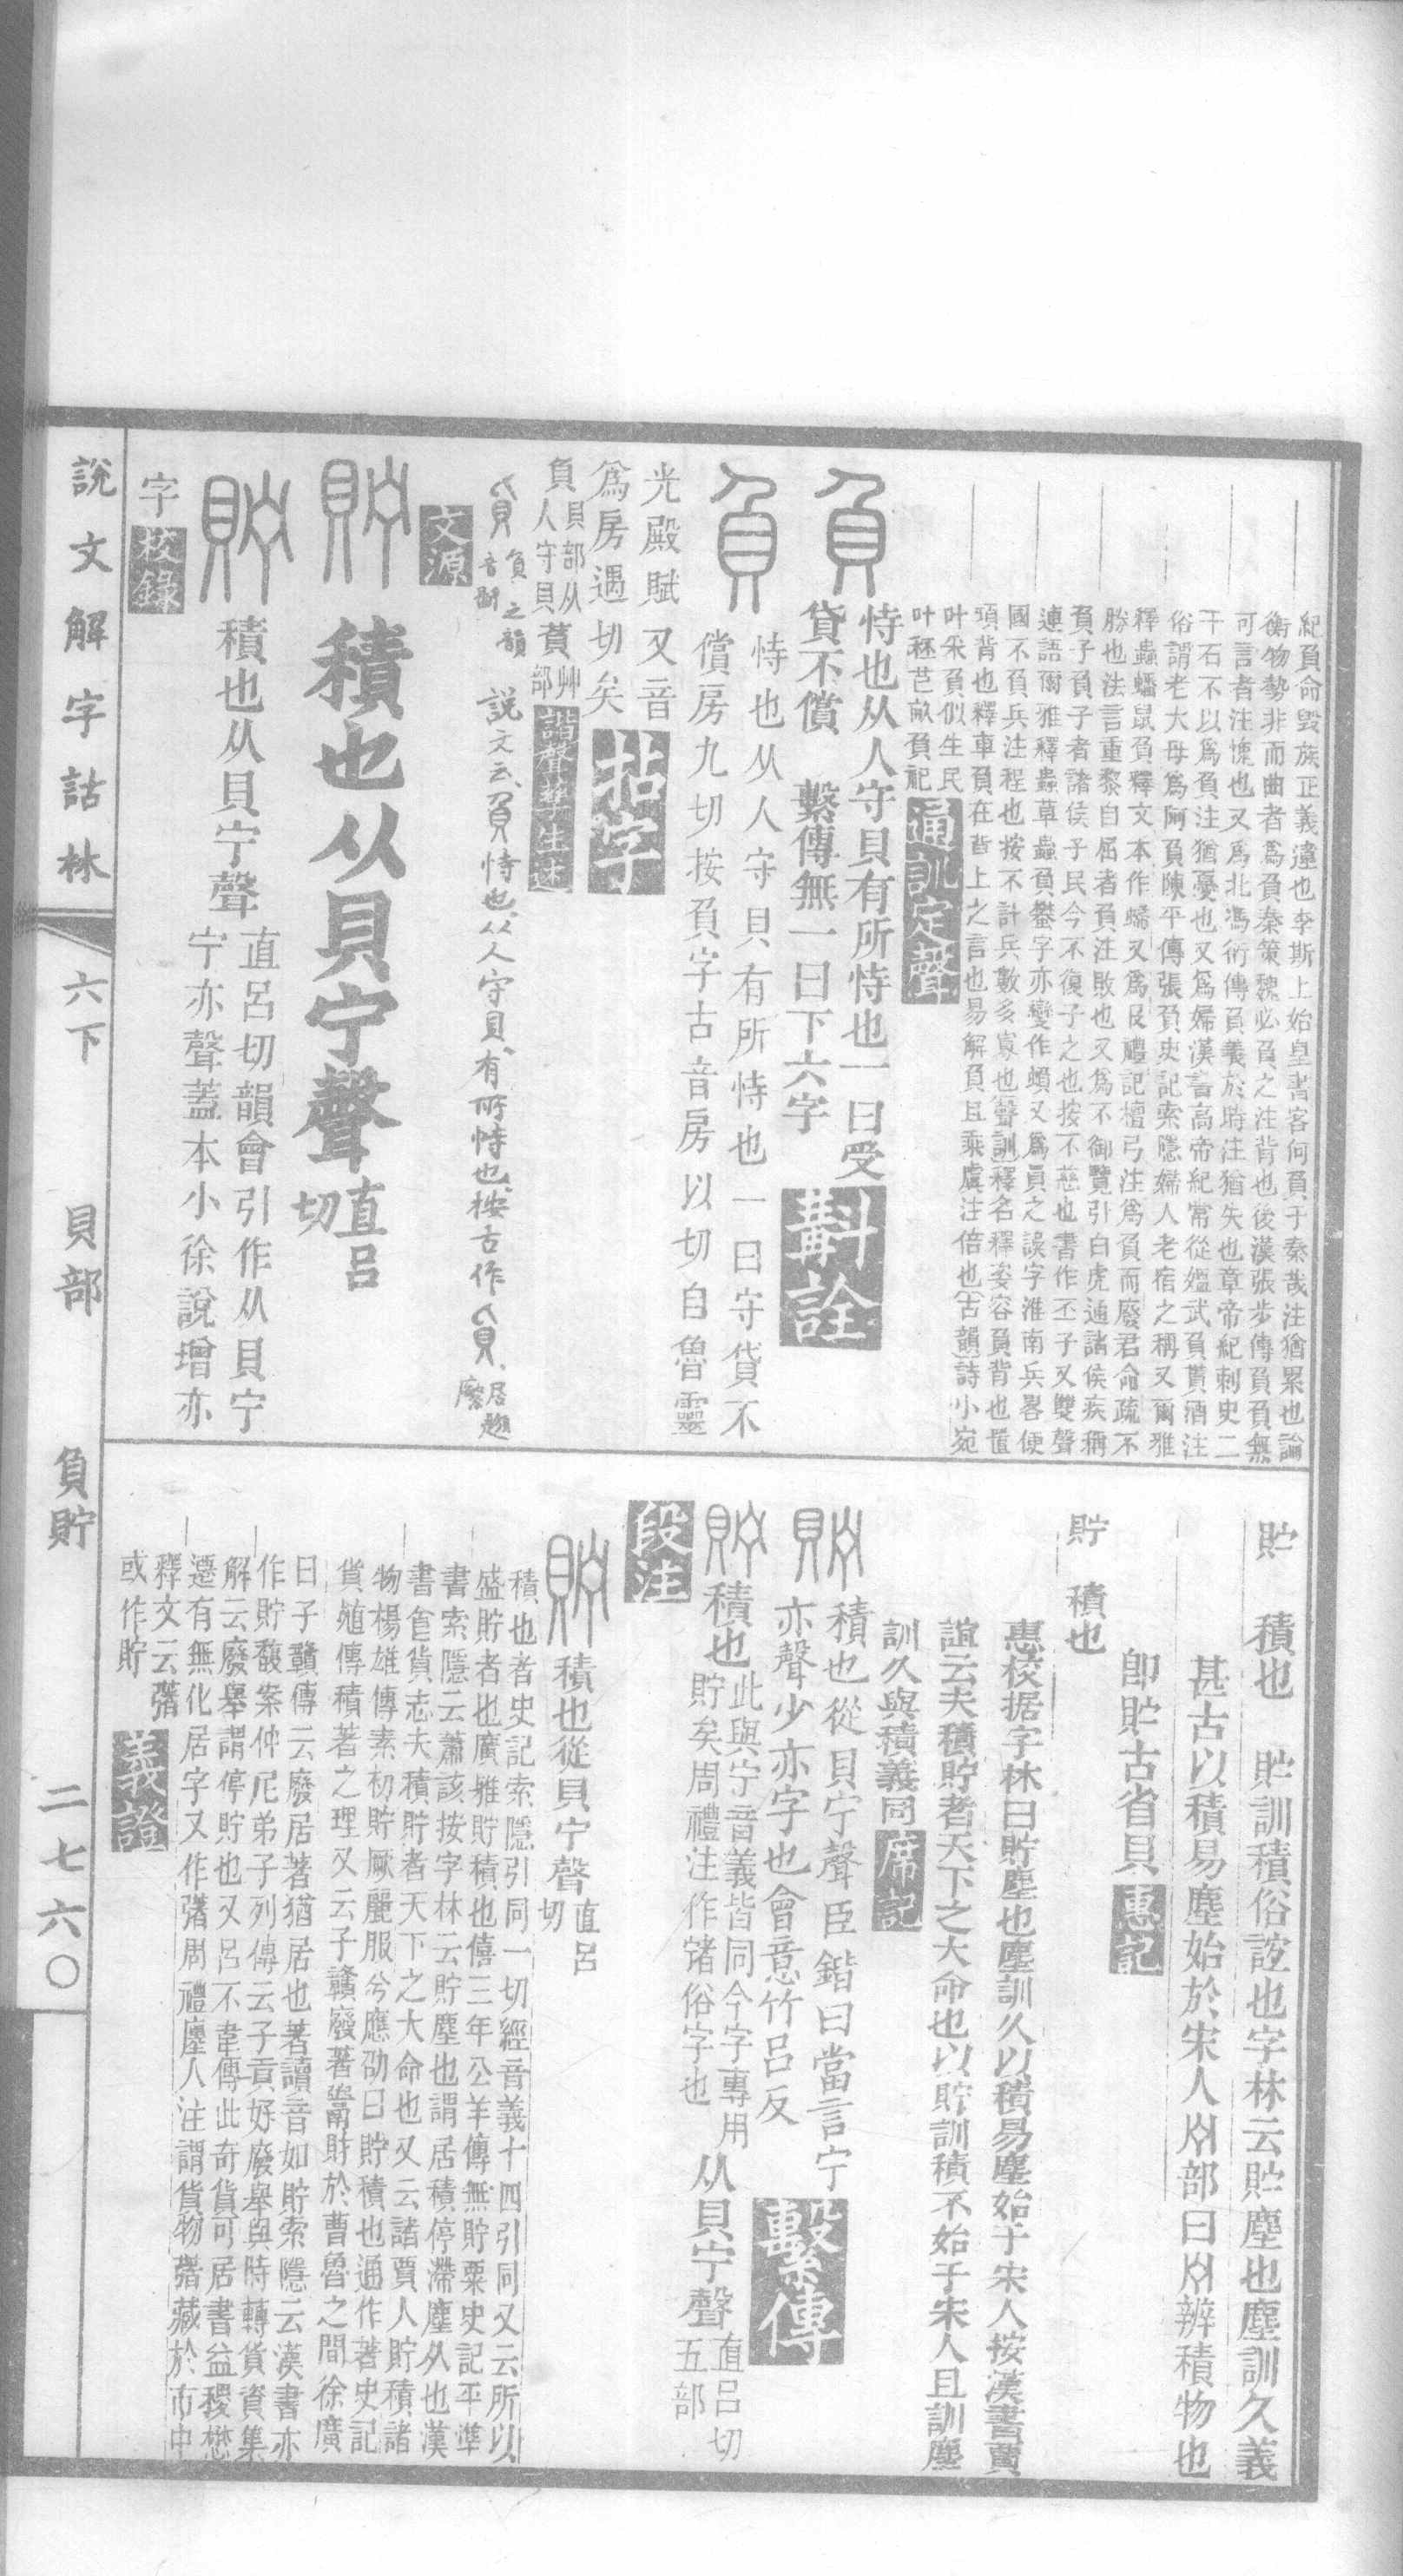 紀負命毀族正義違也李斯上始皇書客何負于秦哉注猶累也論
衡物勢非而曲者爲負秦策魏必負之注背也後漢張步傳負負無
可言者注愧也又爲北馮衍傳負義於時注猶失也章帝紀刺史二
千石不以爲負注猶憂也又爲婦漢書高帝紀常從媼武負貰酒注
俗謂老大母爲阿負陳平傳張負史記索隱婦人老宿之稱又爾雅
釋蟲蟠鼠負釋文本作蝜又爲 禮記檀弓注爲負而廢君命疏不
勝也法言重黎自屈者負注敗也又爲不御覽引白虎通諸侯疾稱
負子負子者諸侯子民今不復子之也按不慈也書作丕子又雙聲
連語爾雅釋蟲草蟲負蠜字亦變作蝜又爲員之誤字淮南兵畧便
國不負兵注程也按不計兵數多寡也聲訓釋名釋姿容負背也置
項背也釋車負在背上之言也易解負且乘虞注倍也古韻詩小宛
叶采負似生民
叶秠芑畝負祀 通訓定聲
負 恃也从人守貝有所恃也一曰受
貸不償 繫傳無一曰下六字 斠詮
負 恃也从人守貝有所恃也一曰守貸不
償房九切按負字古音房以切自魯靈
光殿賦又音
爲房遇切矣 拈字
負 貝部从人守貝 萯 艸部 諧聲孳生述
負 負之韻音 說文云負恃也从人守貝有所恃也按古作負 居趞
文源
貯 積也从貝宁聲 直呂切
貯 積也从貝宁聲 直呂切韻會引作从貝宁
宁亦聲蓋本小徐說增亦
字 校錄
說文解字詁林 六下 貝部 負貯 二七六〇
貯 積也 貯訓積俗訛也字林云貯塵也塵訓久義
甚古以積易塵始於宋人 部曰 辨積物也
卽貯古省貝 惠記
貯 積也
惠校据字林曰貯塵也塵訓久以積易塵始于宋人按漢書賈
誼云夫積貯者天下之大命也以貯訓積不始于宋人且訓塵
訓久與積義同 席記
貯 積也從貝宁聲臣鍇曰當言宁
亦聲少亦字也會意竹呂反 繫傳
貯 積也 此與宁音義皆同今字專用貯矣周禮注作䇡俗字也 从貝宁聲 直呂切五部
段注
貯 積也從貝宁聲 直呂切
積也者史記索隱引同一切經音義十四引同又云所以
盛貯者也廣雅貯積也僖三年公羊傳無貯粟史記平準
書索隱云蕭該按字林云貯塵也謂居積停滯塵久也漢
書食貨志夫積貯者天下之大命也又云諸賈人貯積諸
物楊雄傳素初貯厥麗服兮應劭曰貯積也通作著史記
貨殖傳積著之理又云子贛廢著鬻財於曹魯之間徐廣
曰子贛傳云廢居著猶居也著讀音如貯索隱云漢書亦
作貯馥案仲尼弟子列傳云子貢好廢舉與時轉貨資集
解云廢舉謂停貯也又呂不韋傳此奇貨可居書益稷懋
遷有無化居字又作 周禮廛人注謂貨物 藏於市中
釋文云
或作貯 義證